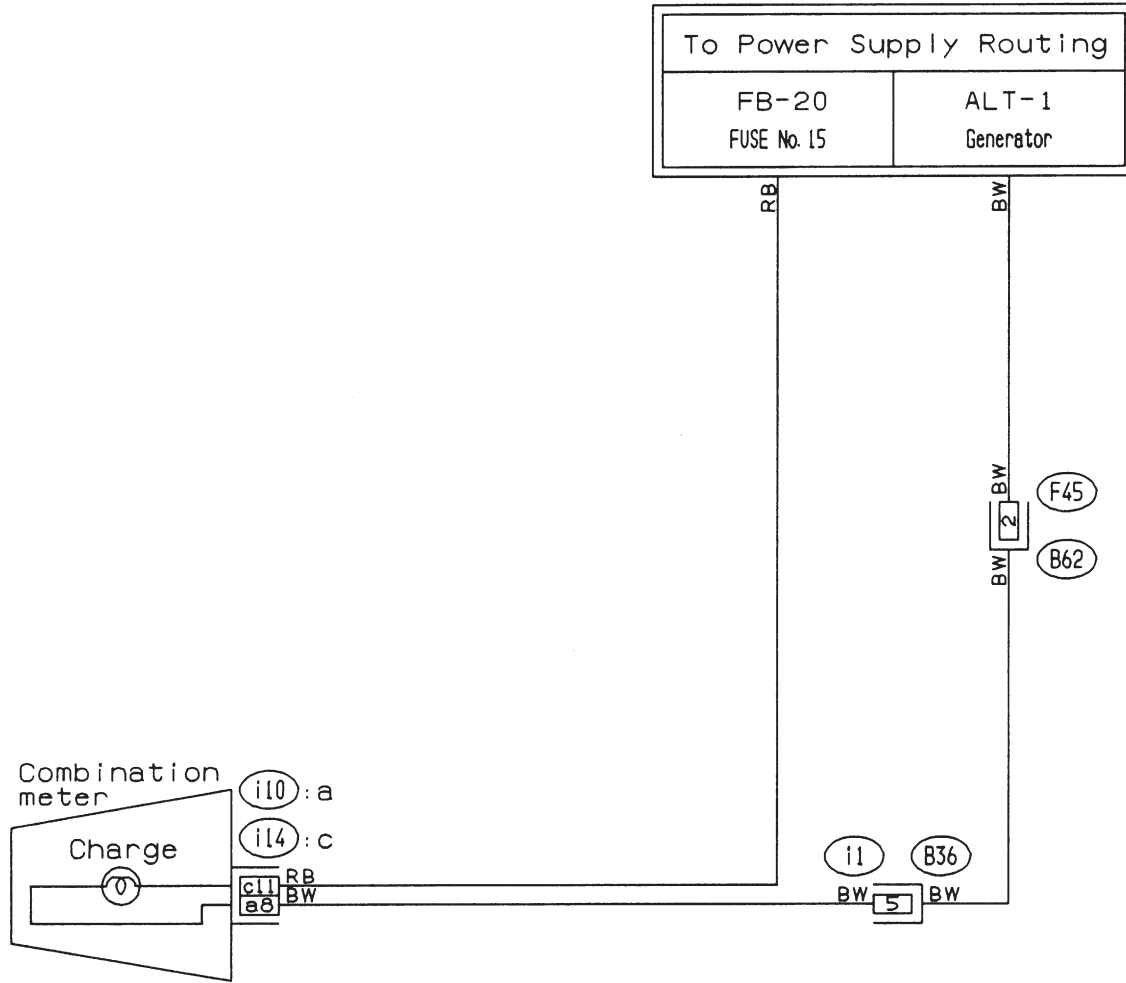 To Power Supply Routing
FB-20
FUSE No. 15
ALT-1
Generator
RB
BW
BW
F45
2
BW
B62
Combination
meter
i10 : a
i14 : c
Charge
c11
RB
a8
BW
i1
B36
BW
5
BW